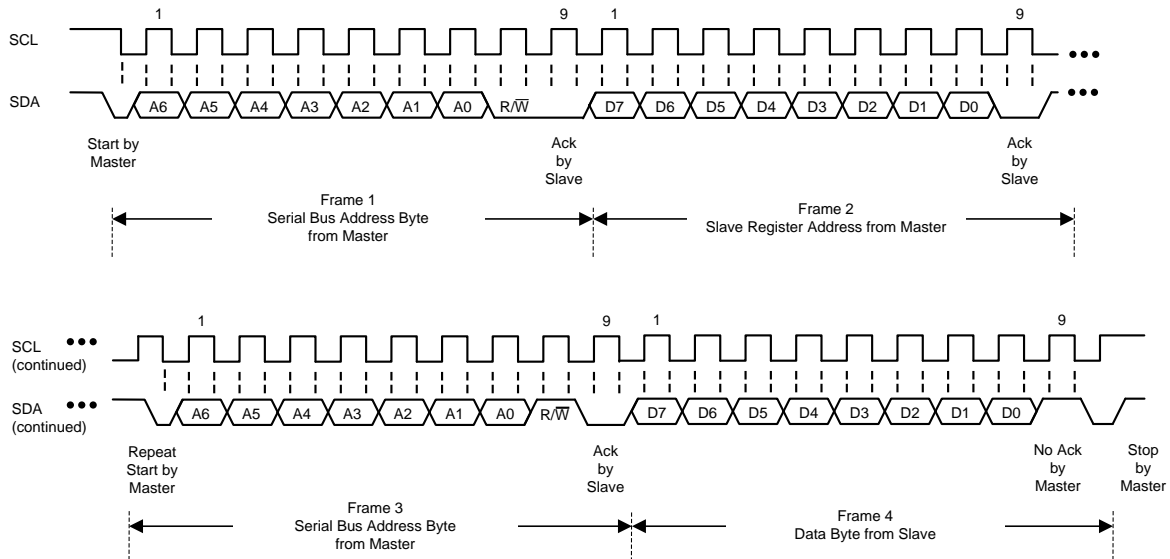 1 9 1 9
SCL
SDA A6 A5 A4 A3 A2 A1 A0 R/W̅ D7 D6 D5 D4 D3 D2 D1 D0
Start by
Master
Ack
by
Slave
Ack
by
Slave
Frame 1
Serial Bus Address Byte
from Master
Frame 2
Slave Register Address from Master
1 9 1 9
SCL
(continued)
SDA
(continued)
A6 A5 A4 A3 A2 A1 A0 R/W̅ D7 D6 D5 D4 D3 D2 D1 D0
Repeat
Start by
Master
Ack
by
Slave
No Ack
by
Master
Stop
by
Master
Frame 3
Serial Bus Address Byte
from Master
Frame 4
Data Byte from Slave